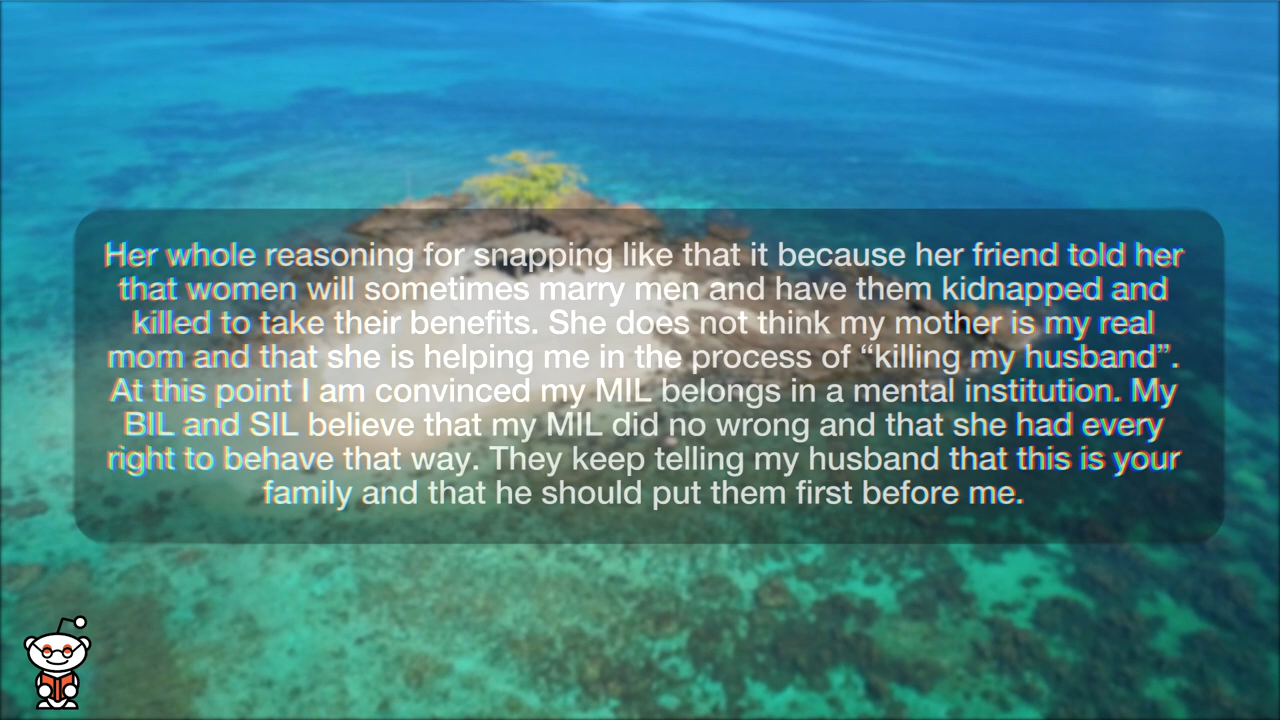 Her whole reasoning for snapping like that it because her friend told her
that women will sometimes marry men and have them kidnapped and
killed to take their benefits. She does not think my mother is my real
mom and that she is helping me in the process of “killing my husband”.
At this point I am convinced my MIL belongs in a mental institution. My
BIL and SIL believe that my MIL did no wrong and that she had every
right to behave that way. They keep telling my husband that this is your
family and that he should put them first before me.